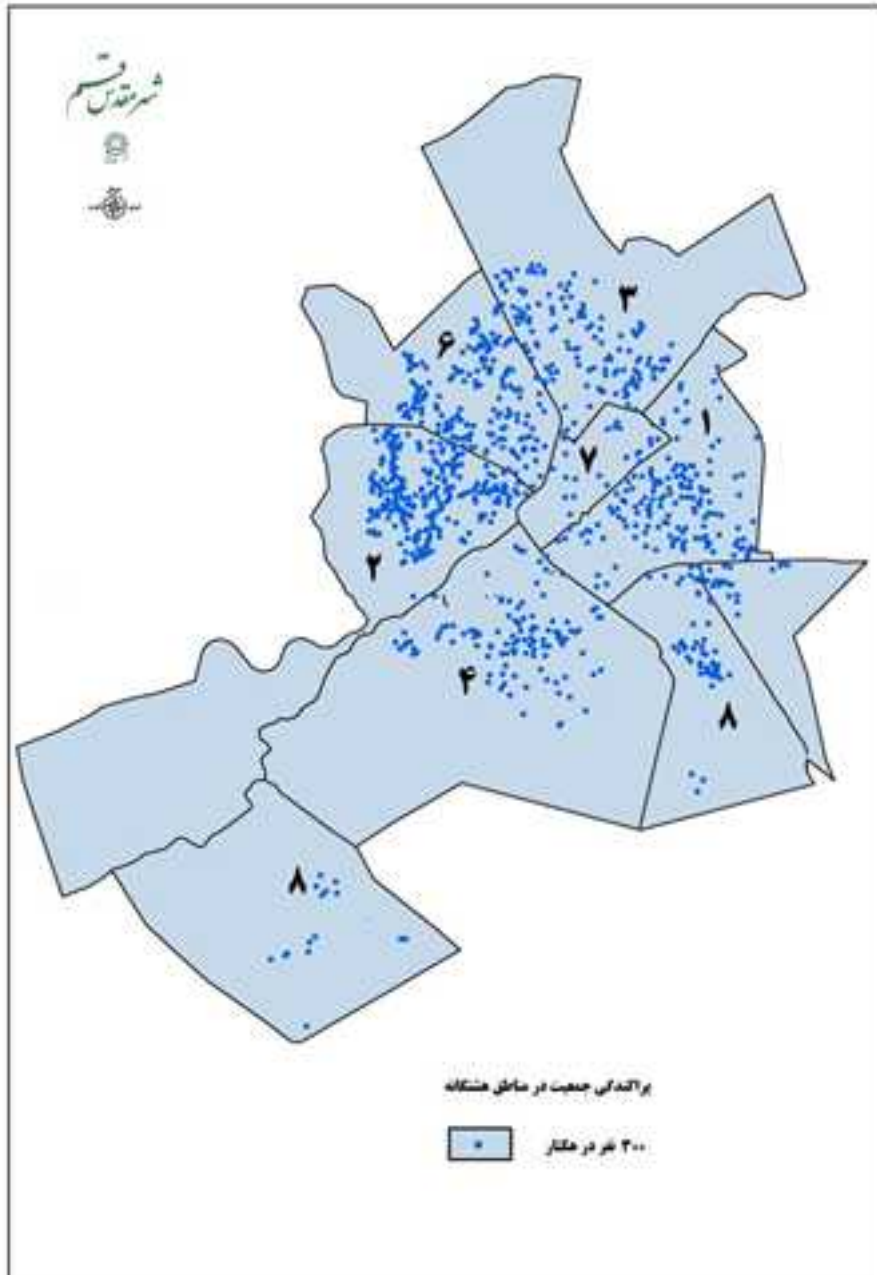 شهر مقدس قم
۳
۶
۱
۷
۲
۴
۸
۸
پراکندگی جمعیت در مناطق هشتگانه
۳۰۰ نفر در هکتار